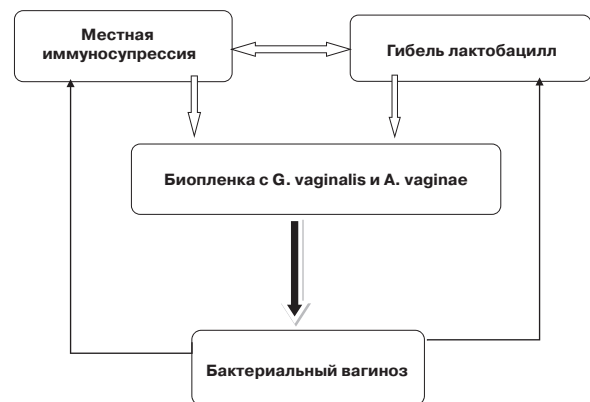 Местная
иммуносупрессия
Гибель лактобацилл
Биопленка с G. vaginalis и A. vaginae
Бактериальный вагиноз